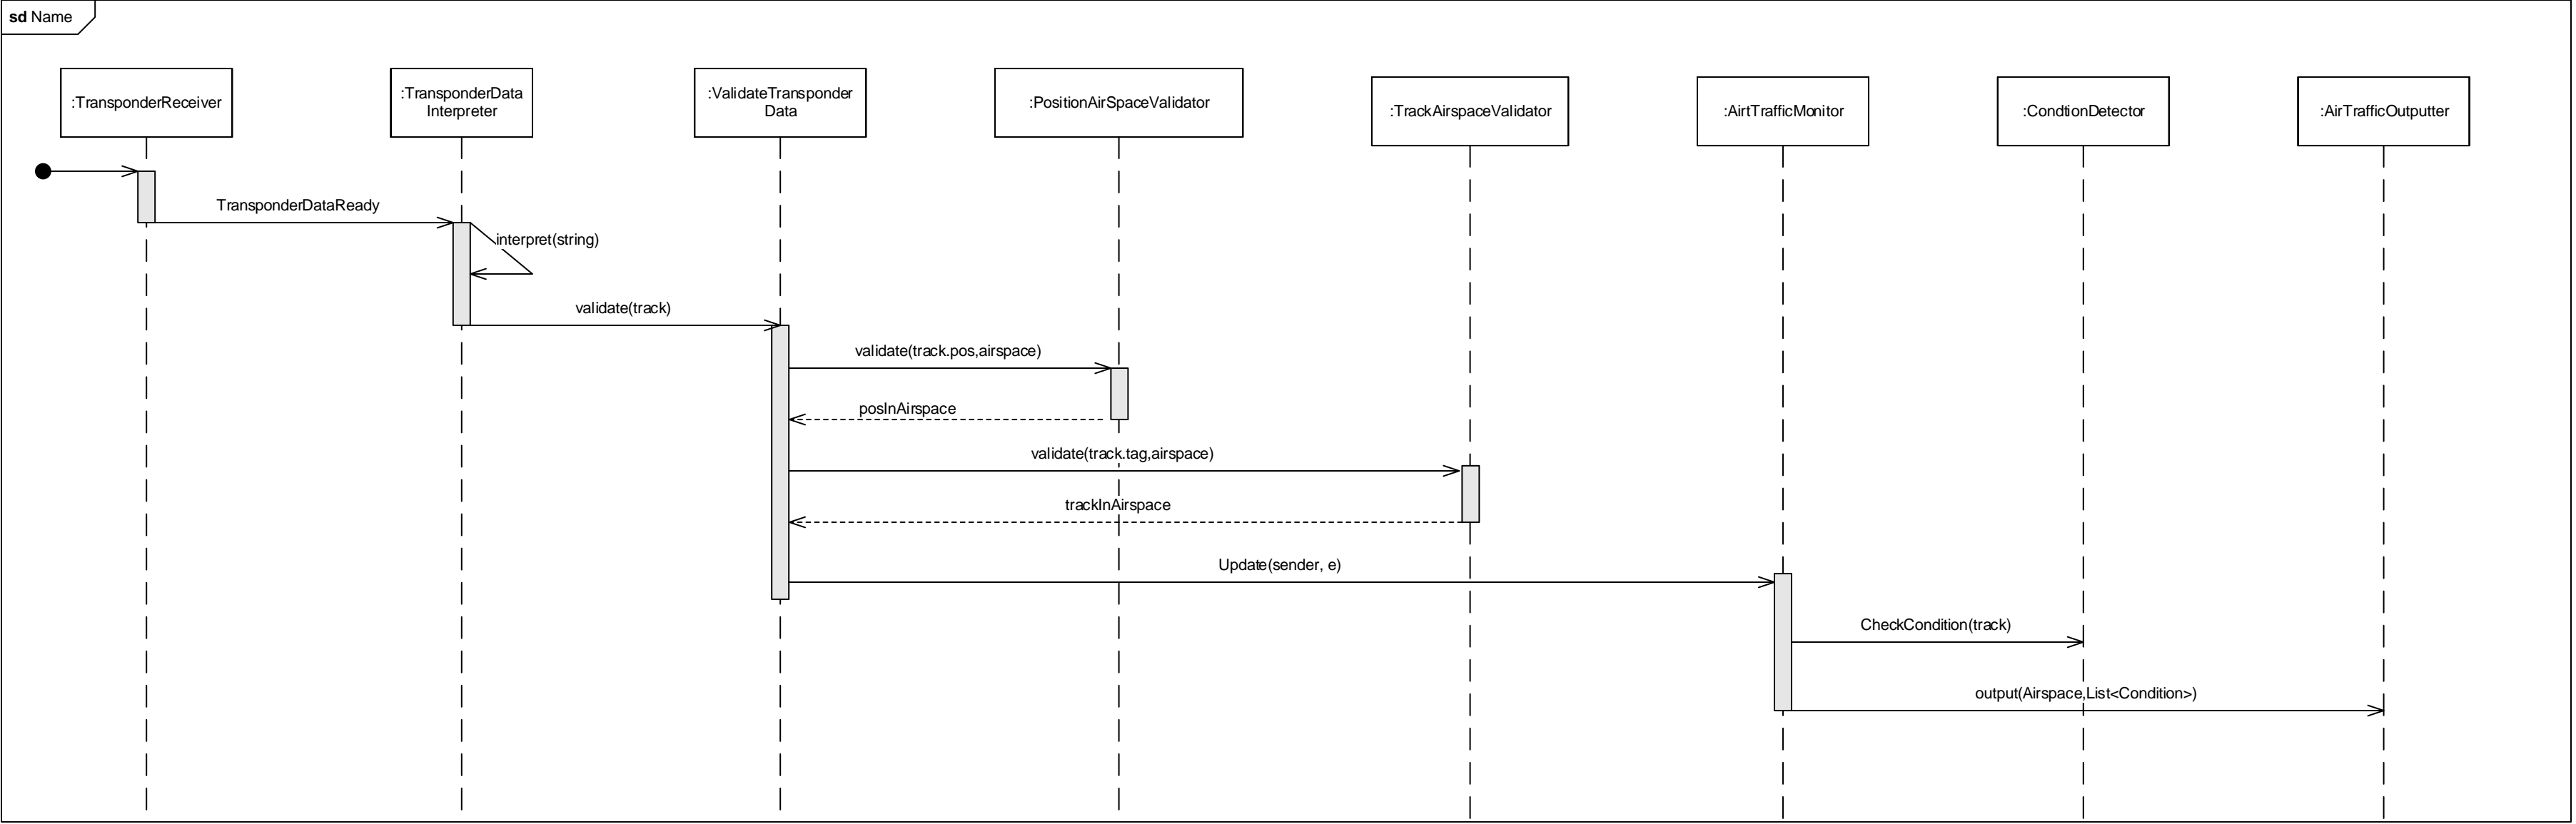 sd Name
:TransponderReceiver
:TransponderData
Interpreter
:ValidateTransponder
Data
:PositionAirSpaceValidator
:TrackAirspaceValidator
:AirtTrafficMonitor
:CondtionDetector
:AirTrafficOutputter
TransponderDataReady
interpret(string)
validate(track)
validate(track.pos,airspace)
posInAirspace
validate(track.tag,airspace)
trackInAirspace
Update(sender, e)
CheckCondition(track)
output(Airspace,List<Condition>)